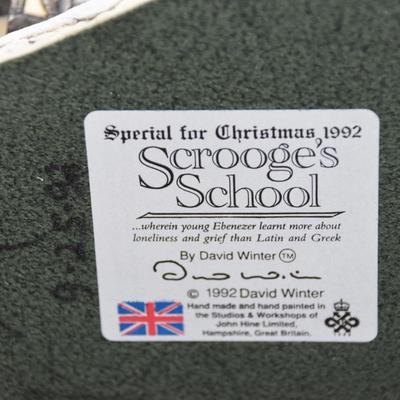 Special for Christmas 1992
Scrooge's
School
...wherein young Ebenezer learnt more about
loneliness and grief than Latin and Greek
By David Winter TM
© 1992 David Winter
Hand made and hand painted in
the Studios & Workshops of
John Hine Limited,
Hampshire, Great Britain.